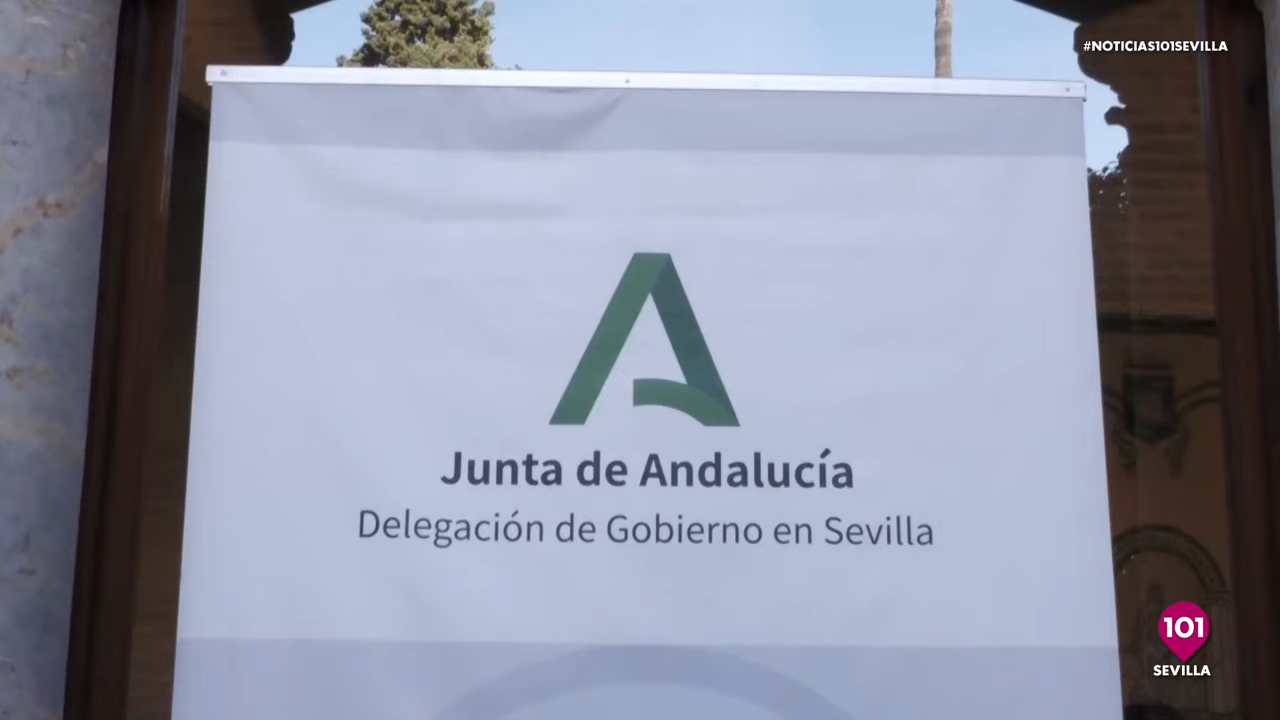 #NOTICIAS101SEVILLA
Junta de Andalucía
Delegación de Gobierno en Sevilla
101
SEVILLA